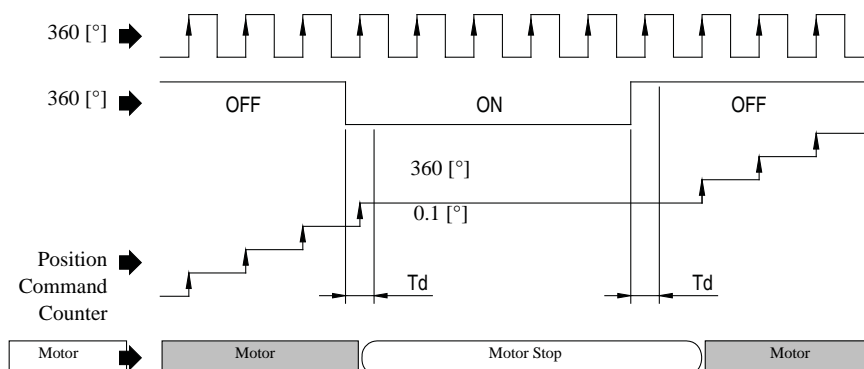 360 [°]
360 [°]
OFF
ON
OFF
360 [°]
0.1 [°]
Position
Command
Counter
Td
Td
Motor
Motor
Motor Stop
Motor